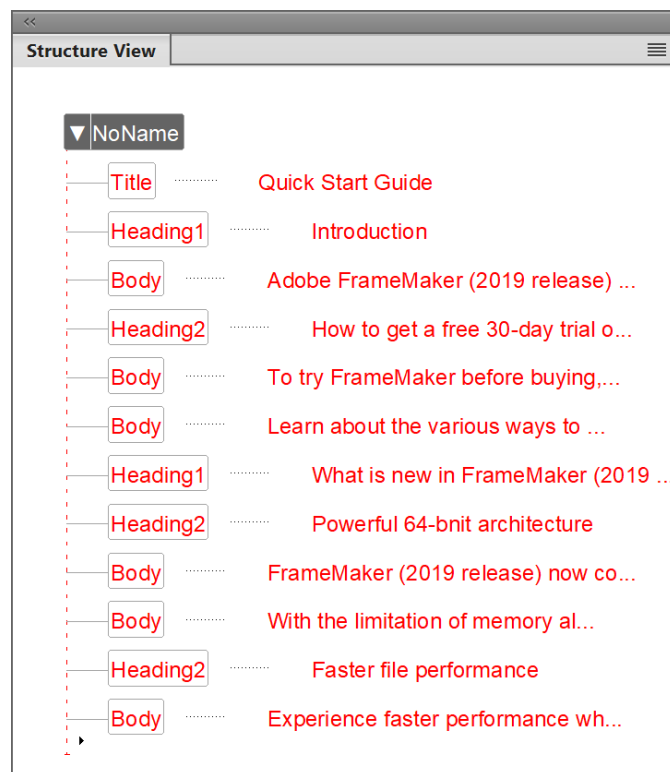 <<
Structure View
NoName
Title Quick Start Guide
Heading1 Introduction
Body Adobe FrameMaker (2019 release) ...
Heading2 How to get a free 30-day trial o...
Body To try FrameMaker before buying,...
Body Learn about the various ways to ...
Heading1 What is new in FrameMaker (2019 ...
Heading2 Powerful 64-bnit architecture
Body FrameMaker (2019 release) now co...
Body With the limitation of memory al...
Heading2 Faster file performance
Body Experience faster performance wh...